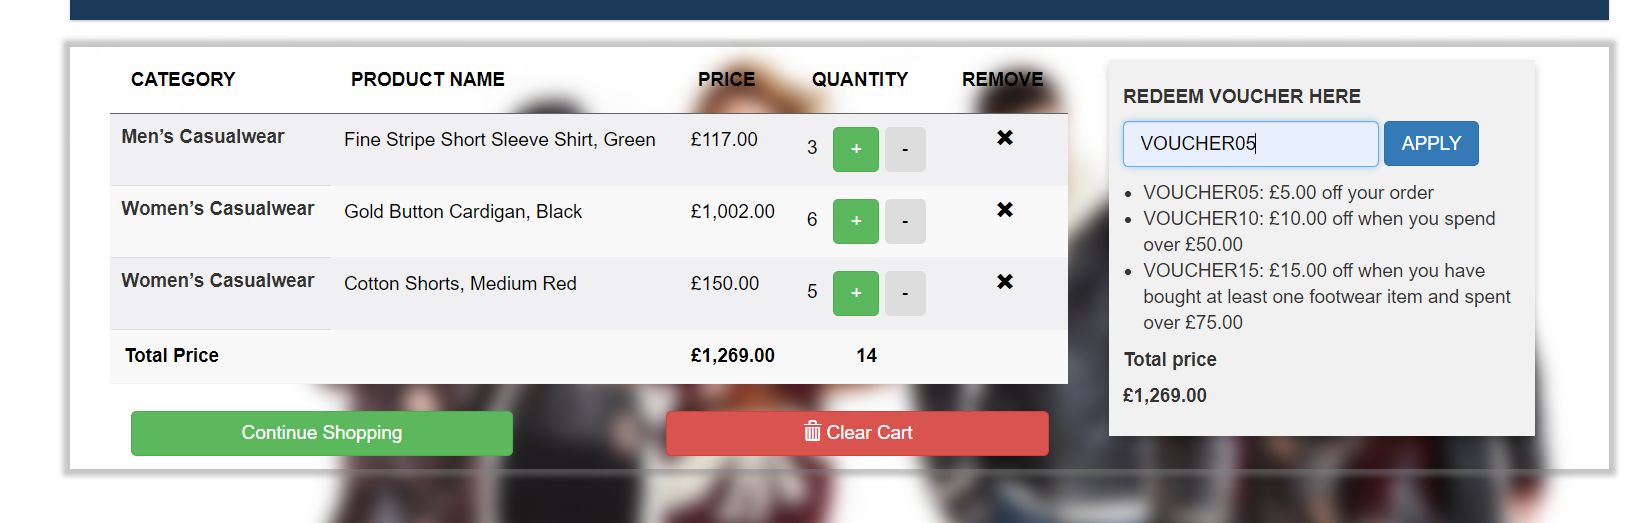 CATEGORY PRODUCT NAME PRICE QUANTITY REMOVE
Men’s Casualwear Fine Stripe Short Sleeve Shirt, Green £117.00 3 + -
Women’s Casualwear Gold Button Cardigan, Black £1,002.00 6 + -
Women’s Casualwear Cotton Shorts, Medium Red £150.00 5 + -
Total Price £1,269.00 14
Continue Shopping Clear Cart
REDEEM VOUCHER HERE
VOUCHER05 APPLY
• VOUCHER05: £5.00 off your order
• VOUCHER10: £10.00 off when you spend
over £50.00
• VOUCHER15: £15.00 off when you have
bought at least one footwear item and spent
over £75.00
Total price
£1,269.00